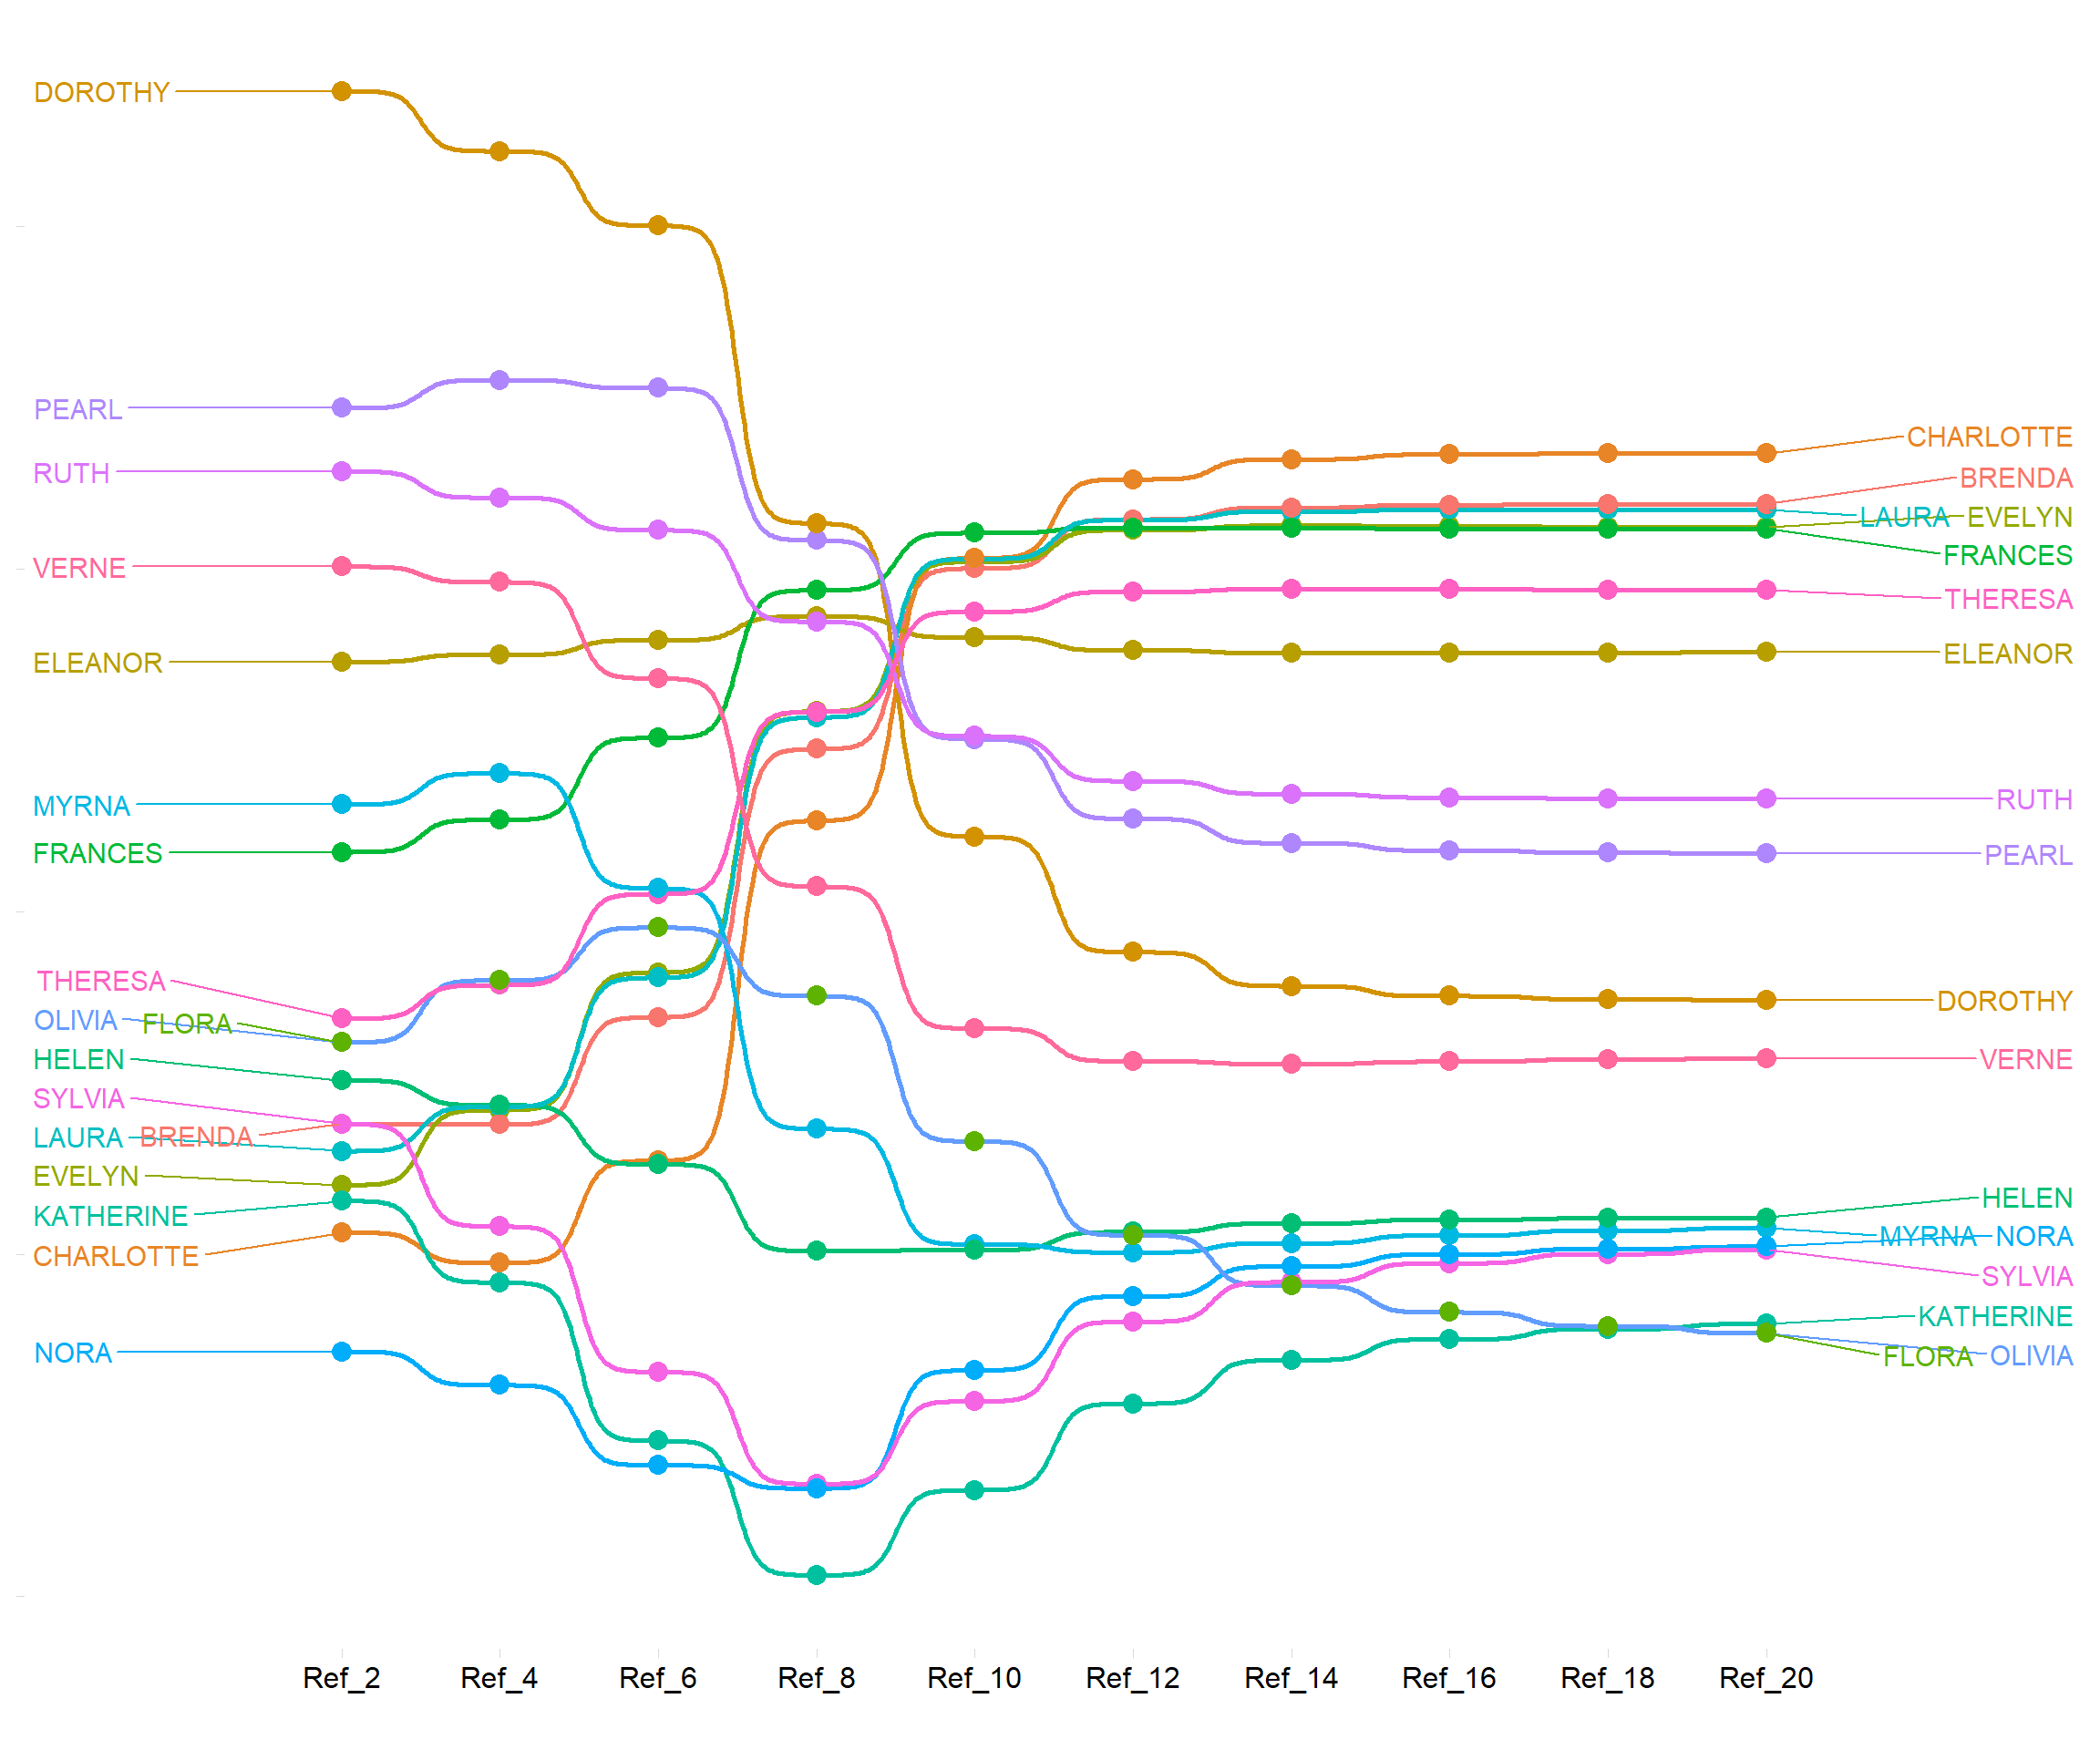 DOROTHY
PEARL
CHARLOTTE
RUTH
BRENDA
LAURA EVELYN
FRANCES
VERNE
THERESA
ELEANOR
ELEANOR
MYRNA
RUTH
FRANCES
PEARL
THERESA
DOROTHY
OLIVIA FLORA
HELEN
VERNE
SYLVIA
LAURA BRENDA
EVELYN
HELEN
KATHERINE
MYRNA NORA
CHARLOTTE
SYLVIA
KATHERINE
NORA
FLORA OLIVIA
Ref_2 Ref_4 Ref_6 Ref_8 Ref_10 Ref_12 Ref_14 Ref_16 Ref_18 Ref_20